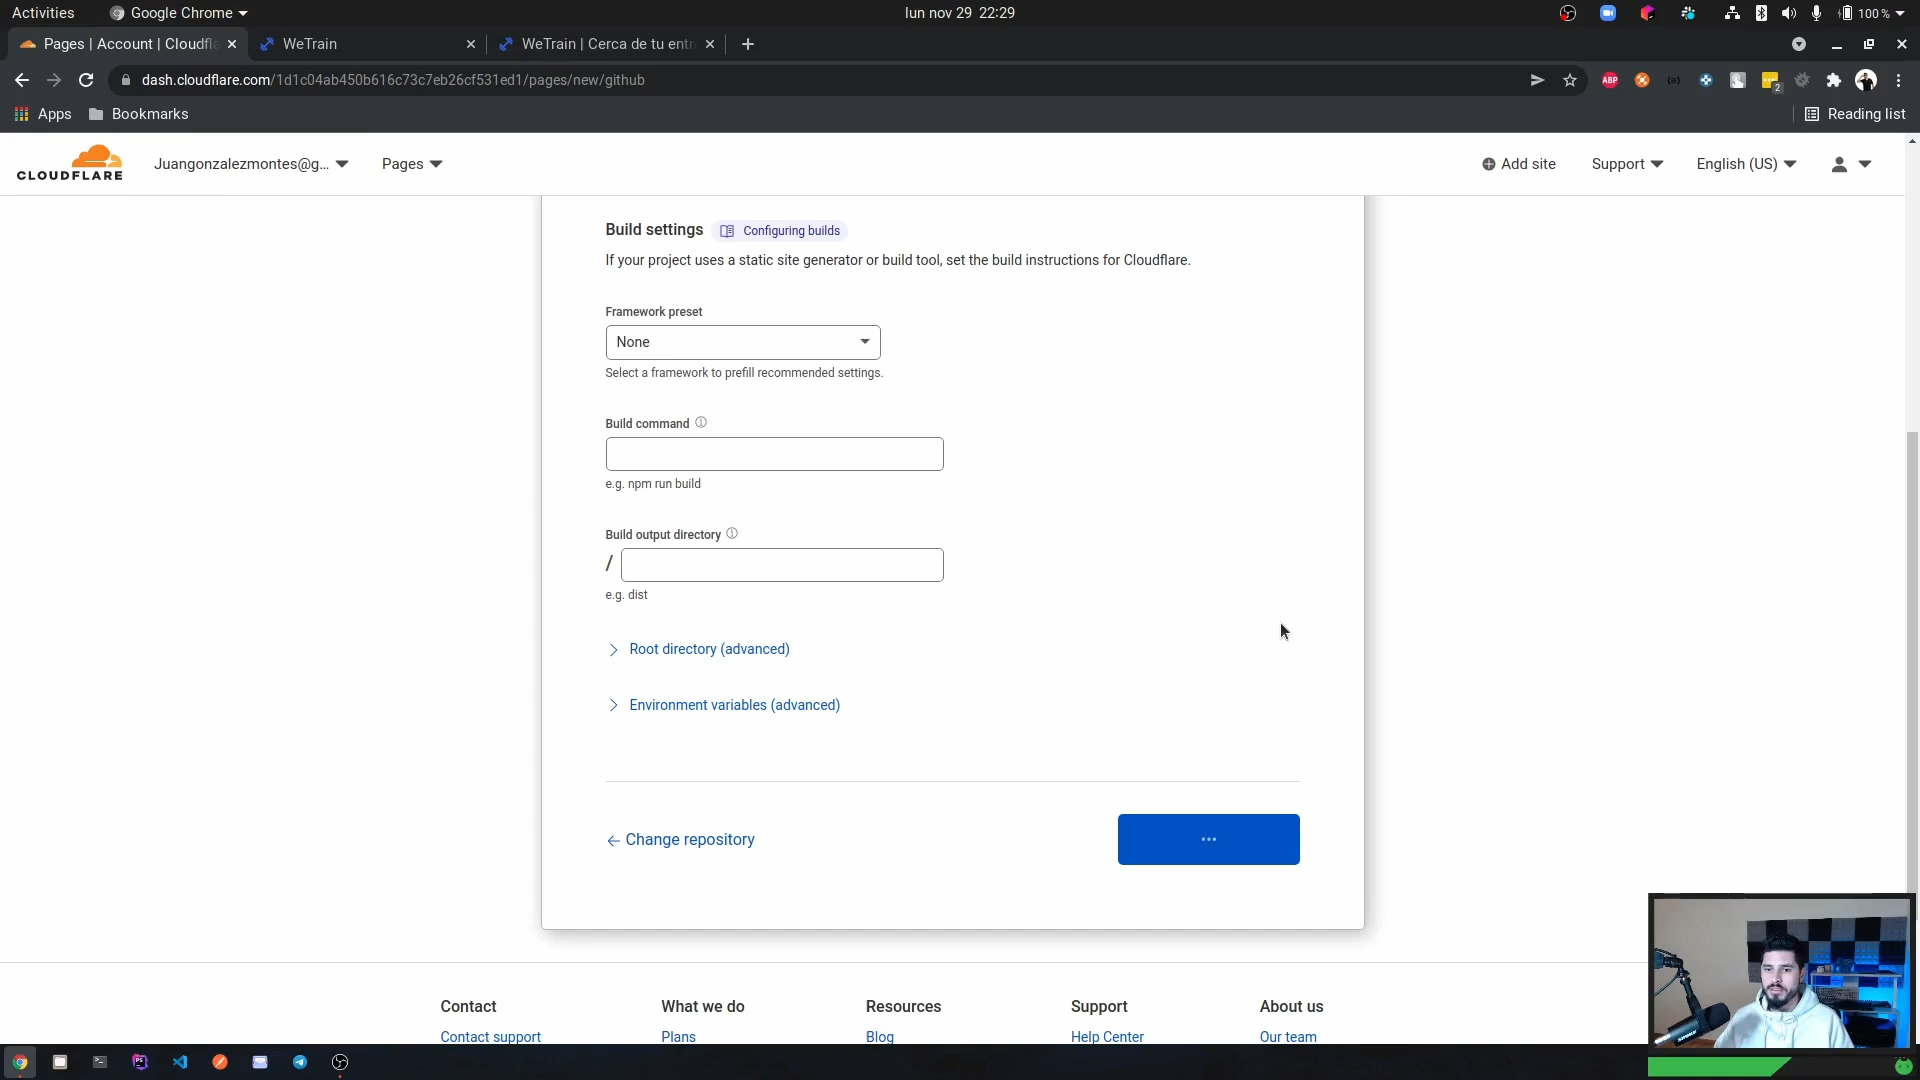 Activities
Google Chrome
lun nov 29 22:29
100 %
Pages | Account | Cloudfla
WeTrain
WeTrain | Cerca de tu entr
dash.cloudflare.com/1d1c04ab450b616c73c7eb26cf531ed1/pages/new/github
ABP
2
Apps
Bookmarks
Reading list
CLOUDFLARE
Juangonzalezmontes@g...
Pages
Add site
Support
English (US)
Build settings
Configuring builds
If your project uses a static site generator or build tool, set the build instructions for Cloudflare.
Framework preset
None
Select a framework to prefill recommended settings.
Build command
e.g. npm run build
Build output directory
/
e.g. dist
Root directory (advanced)
Environment variables (advanced)
← Change repository
...
Contact
What we do
Resources
Support
About us
Contact support
Plans
Blog
Help Center
Our team